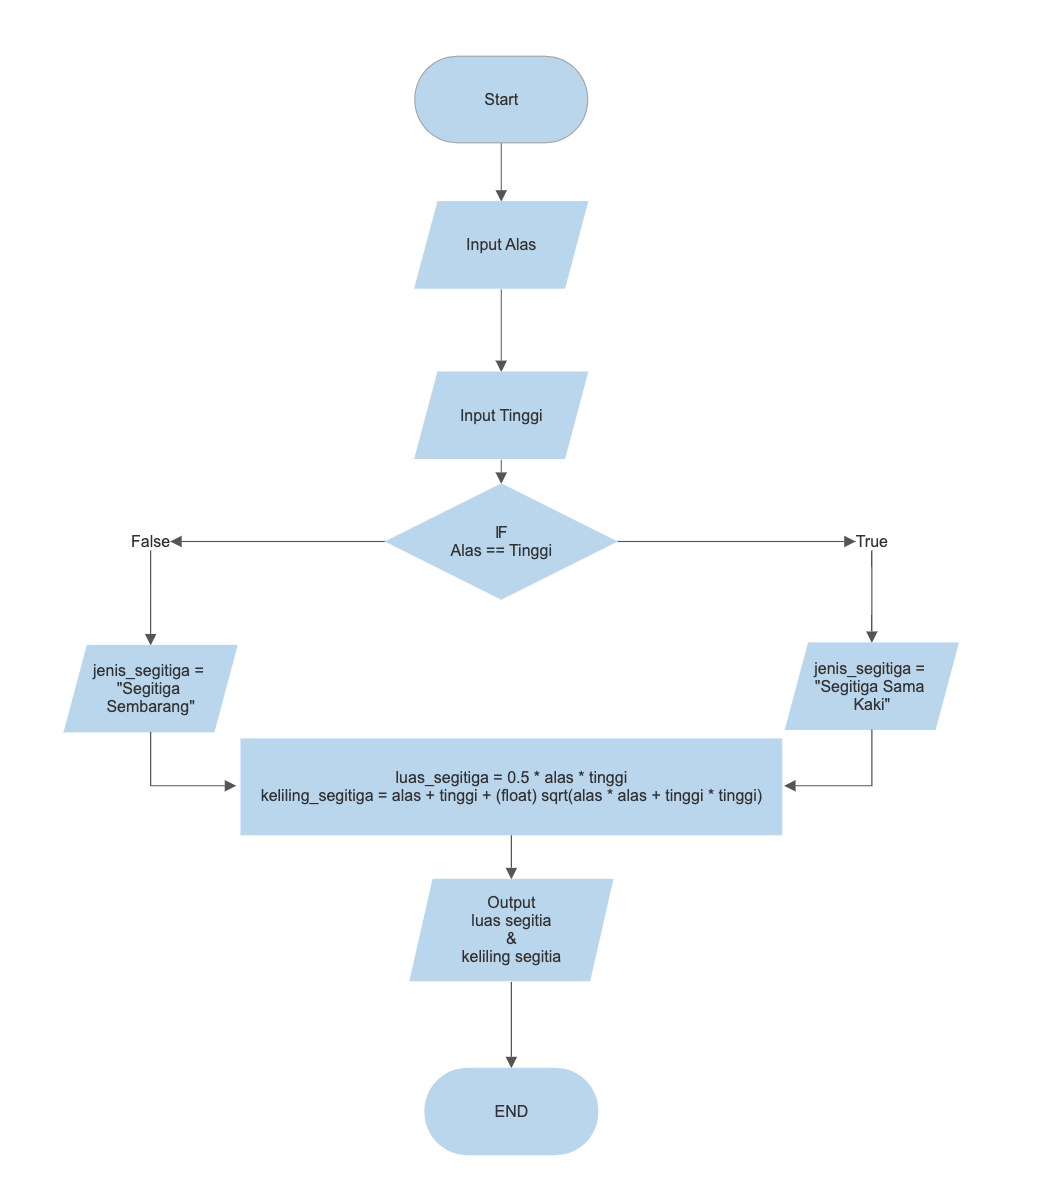 Start
Input Alas
Input Tinggi
IF
Alas == Tinggi
False
True
jenis_segitiga =
"Segitiga
Sembarang"
jenis_segitiga =
"Segitiga Sama
Kaki"
luas_segitiga = 0.5 * alas * tinggi
keliling_segitiga = alas + tinggi + (float) sqrt(alas * alas + tinggi * tinggi)
Output
luas segitia
&
keliling segitia
END